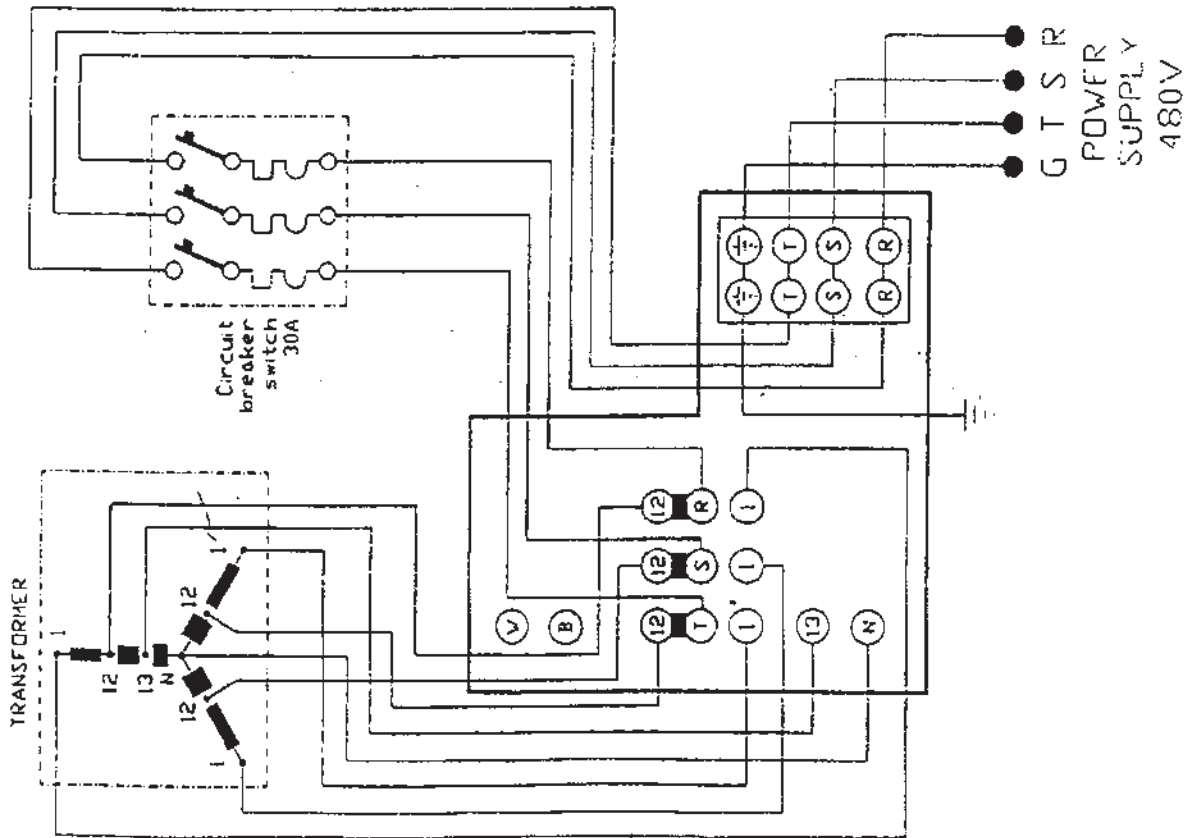 TRANSFORMER
1
12
13
N
12
1
12
1
Circuit
breaker
switch
30A
R
S
T
G
POWER
SUPPLY
480V
T
S
R
T
S
R
12
R
1
12
S
1
V
B
12
T
1
13
N